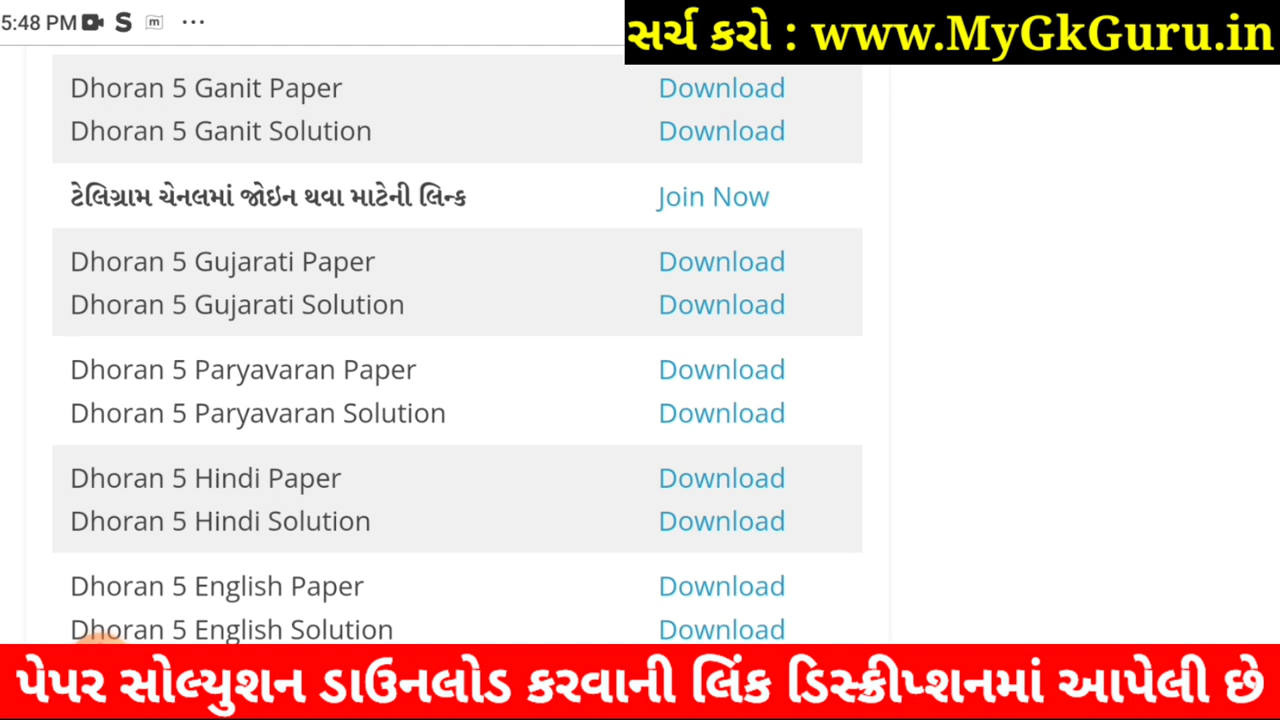 5:48 PM S m ...
સર્ચ કરો : www.MyGkGuru.in
Dhoran 5 Ganit Paper Download
Dhoran 5 Ganit Solution Download
ટેલિગ્રામ ચેનલમાં જોઇન થવા માટેની લિન્ક Join Now
Dhoran 5 Gujarati Paper Download
Dhoran 5 Gujarati Solution Download
Dhoran 5 Paryavaran Paper Download
Dhoran 5 Paryavaran Solution Download
Dhoran 5 Hindi Paper Download
Dhoran 5 Hindi Solution Download
Dhoran 5 English Paper Download
Dhoran 5 English Solution Download
પેપર સોલ્યુશન ડાઉનલોડ કરવાની લિંક ડિસ્ક્રીપ્શનમાં આપેલી છે